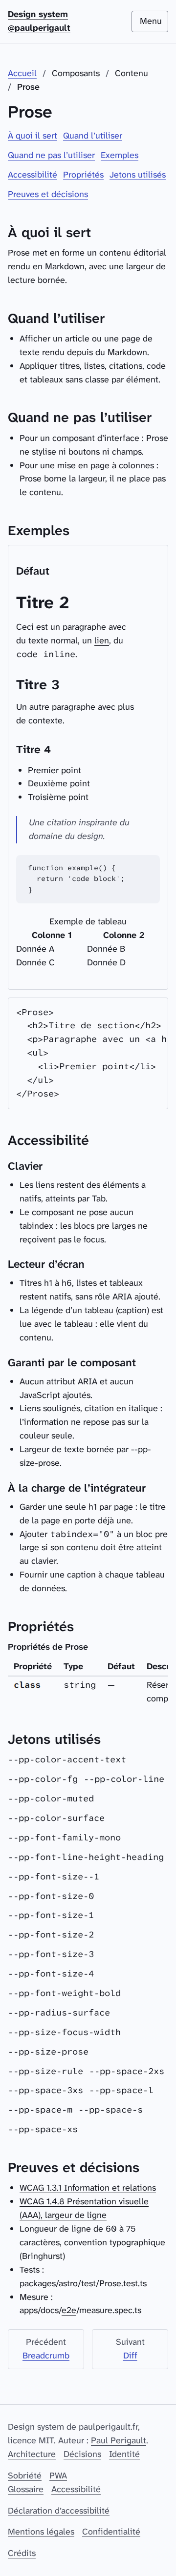 Design system
@paulperigault
Menu
Accueil / Composants / Contenu
/ Prose
Prose
À quoi il sert Quand l’utiliser
Quand ne pas l’utiliser Exemples
Accessibilité Propriétés Jetons utilisés
Preuves et décisions
À quoi il sert
Prose met en forme un contenu éditorial
rendu en Markdown, avec une largeur de
lecture bornée.
Quand l’utiliser
Afficher un article ou une page de
texte rendu depuis du Markdown.
Appliquer titres, listes, citations, code
et tableaux sans classe par élément.
Quand ne pas l’utiliser
Pour un composant d’interface : Prose
ne stylise ni boutons ni champs.
Pour une mise en page à colonnes :
Prose borne la largeur, il ne place pas
le contenu.
Exemples
Défaut
Titre 2
Ceci est un paragraphe avec
du texte normal, un lien, du
code inline.
Titre 3
Un autre paragraphe avec plus
de contexte.
Titre 4
Premier point
Deuxième point
Troisième point
Une citation inspirante du
domaine du design.
function example() {
return 'code block';
}
Exemple de tableau
Colonne 1 Colonne 2
Donnée A Donnée B
Donnée C Donnée D
<Prose>
<h2>Titre de section</h2>
<p>Paragraphe avec un <a h
<ul>
<li>Premier point</li>
</ul>
</Prose>
Accessibilité
Clavier
Les liens restent des éléments a
natifs, atteints par Tab.
Le composant ne pose aucun
tabindex : les blocs pre larges ne
reçoivent pas le focus.
Lecteur d’écran
Titres h1 à h6, listes et tableaux
restent natifs, sans rôle ARIA ajouté.
La légende d’un tableau (caption) est
lue avec le tableau : elle vient du
contenu.
Garanti par le composant
Aucun attribut ARIA et aucun
JavaScript ajoutés.
Liens soulignés, citation en italique :
l’information ne repose pas sur la
couleur seule.
Largeur de texte bornée par --pp-
size-prose.
À la charge de l’intégrateur
Garder une seule h1 par page : le titre
de la page en porte déjà une.
Ajouter tabindex="0" à un bloc pre
large si son contenu doit être atteint
au clavier.
Fournir une caption à chaque tableau
de données.
Propriétés
Propriétés de Prose
Propriété Type Défaut Descr
class string — Réser
comp
Jetons utilisés
--pp-color-accent-text
--pp-color-fg --pp-color-line
--pp-color-muted
--pp-color-surface
--pp-font-family-mono
--pp-font-line-height-heading
--pp-font-size--1
--pp-font-size-0
--pp-font-size-1
--pp-font-size-2
--pp-font-size-3
--pp-font-size-4
--pp-font-weight-bold
--pp-radius-surface
--pp-size-focus-width
--pp-size-prose
--pp-size-rule --pp-space-2xs
--pp-space-3xs --pp-space-l
--pp-space-m --pp-space-s
--pp-space-xs
Preuves et décisions
WCAG 1.3.1 Information et relations
WCAG 1.4.8 Présentation visuelle
(AAA), largeur de ligne
Longueur de ligne de 60 à 75
caractères, convention typographique
(Bringhurst)
Tests :
packages/astro/test/Prose.test.ts
Mesure :
apps/docs/e2e/measure.spec.ts
Précédent
Breadcrumb
Suivant
Diff
Design system de paulperigault.fr,
licence MIT. Auteur : Paul Perigault.
Architecture Décisions Identité
Sobriété PWA
Glossaire Accessibilité
Déclaration d’accessibilité
Mentions légales Confidentialité
Crédits